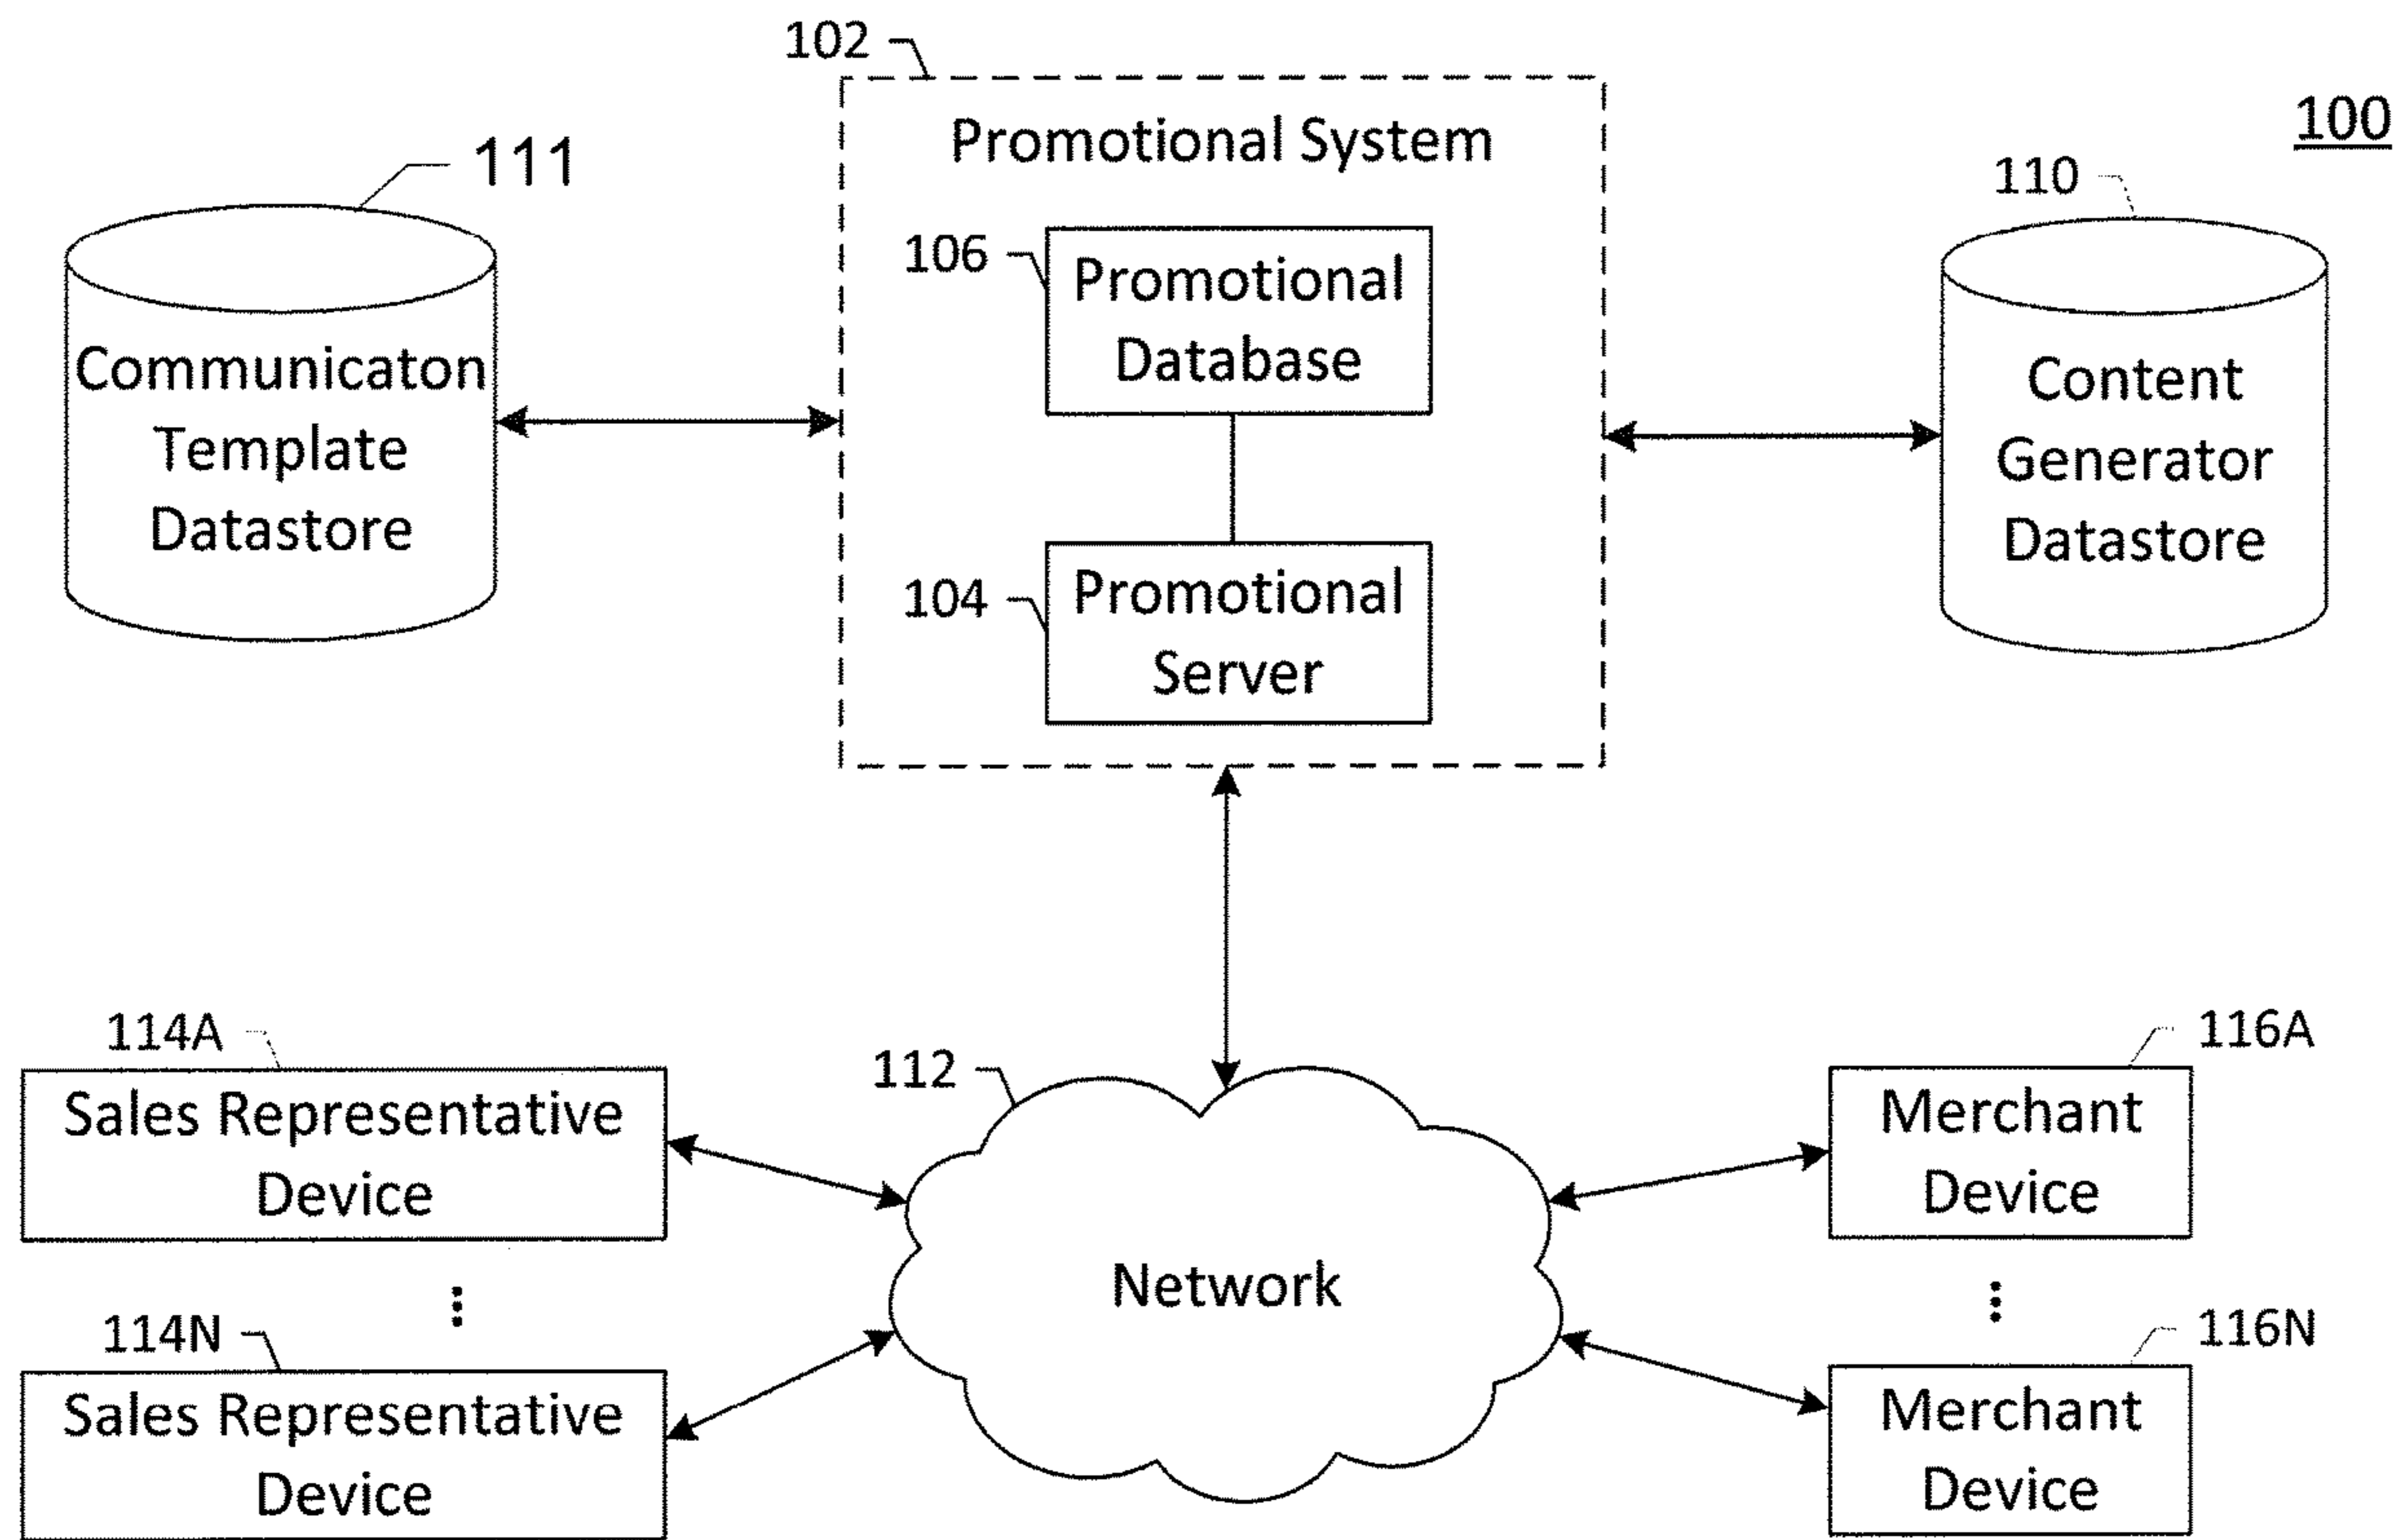 102
Promotional System
100
111
110
106
Promotional
Database
Communicaton
Template
Datastore
Content
Generator
Datastore
104
Promotional
Server
114A
Sales Representative
Device
112
116A
Merchant
Device
Network
114N
Sales Representative
Device
116N
Merchant
Device